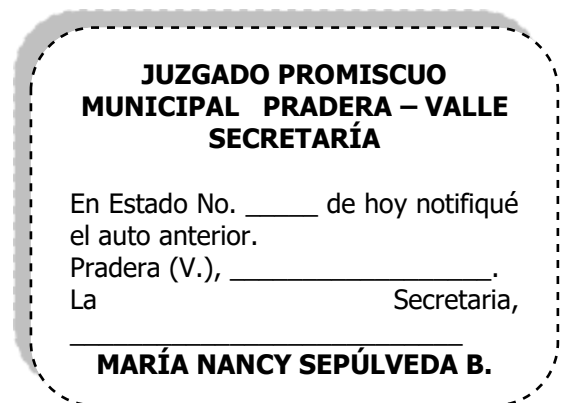 JUZGADO PROMISCUO
MUNICIPAL PRADERA – VALLE
SECRETARÍA
En Estado No. _____ de hoy notifiqué
el auto anterior.
Pradera (V.), __________________.
La Secretaria,
___________________________
MARÍA NANCY SEPÚLVEDA B.